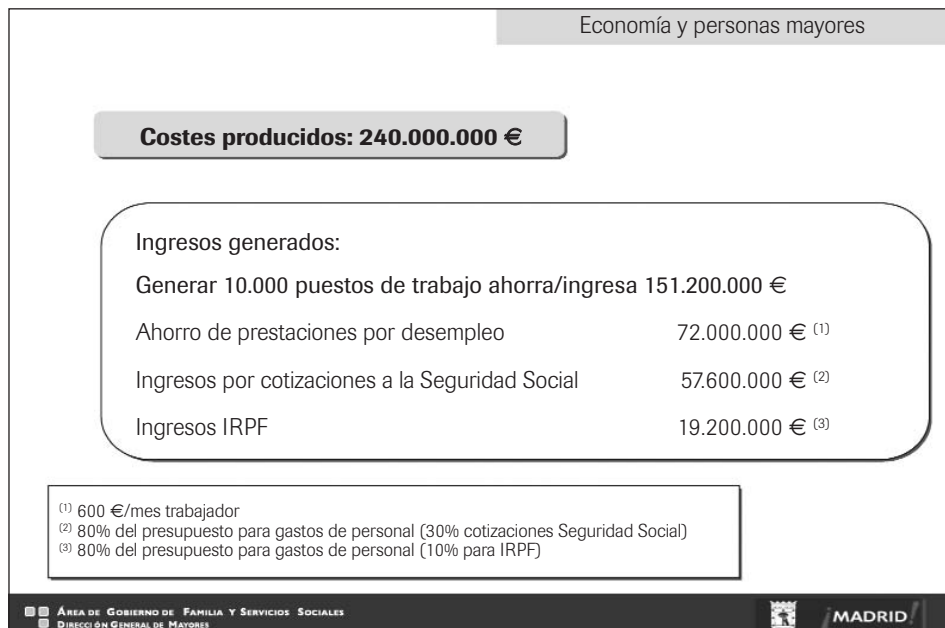 Economía y personas mayores
Costes producidos: 240.000.000 €
Ingresos generados:
Generar 10.000 puestos de trabajo ahorra/ingresa 151.200.000 €
Ahorro de prestaciones por desempleo 72.000.000 € (1)
Ingresos por cotizaciones a la Seguridad Social 57.600.000 € (2)
Ingresos IRPF 19.200.000 € (3)
(1) 600 €/mes trabajador
(2) 80% del presupuesto para gastos de personal (30% cotizaciones Seguridad Social)
(3) 80% del presupuesto para gastos de personal (10% para IRPF)
ÁREA DE GOBIERNO DE FAMILIA Y SERVICIOS SOCIALES
DIRECCIÓN GENERAL DE MAYORES
¡MADRID!